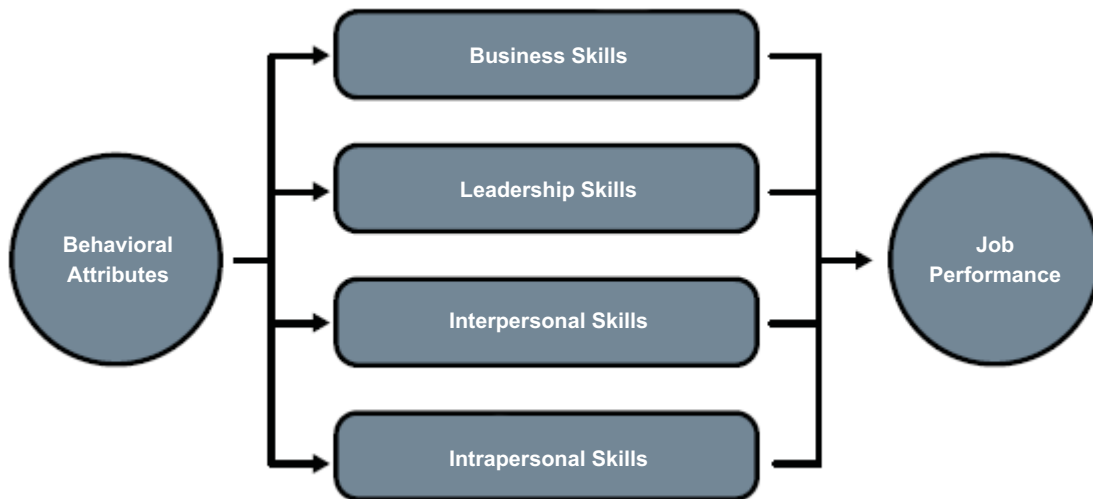 Business Skills
Leadership Skills
Behavioral
Attributes
Job
Performance
Interpersonal Skills
Intrapersonal Skills